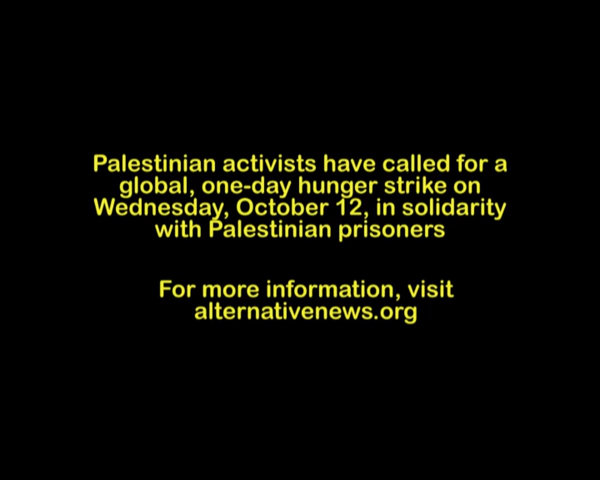 Palestinian activists have called for a
global, one-day hunger strike on
Wednesday, October 12, in solidarity
with Palestinian prisoners
For more information, visit
alternativenews.org